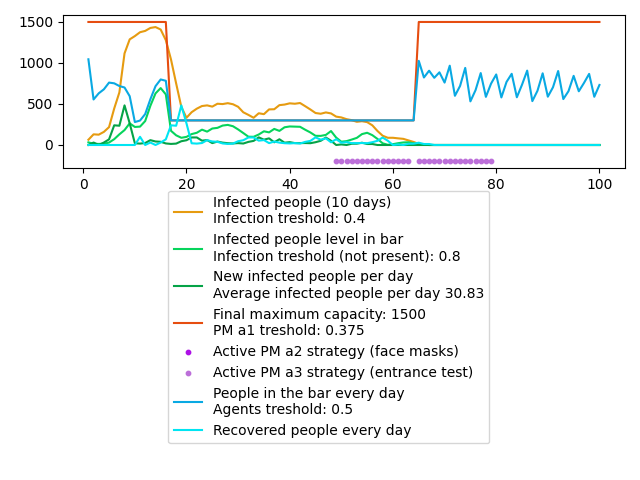 1500
1000
500
0
0 20 40 60 80 100
Infected people (10 days)
Infection treshold: 0.4
Infected people level in bar
Infection treshold (not present): 0.8
New infected people per day
Average infected people per day 30.83
Final maximum capacity: 1500
PM a1 treshold: 0.375
Active PM a2 strategy (face masks)
Active PM a3 strategy (entrance test)
People in the bar every day
Agents treshold: 0.5
Recovered people every day